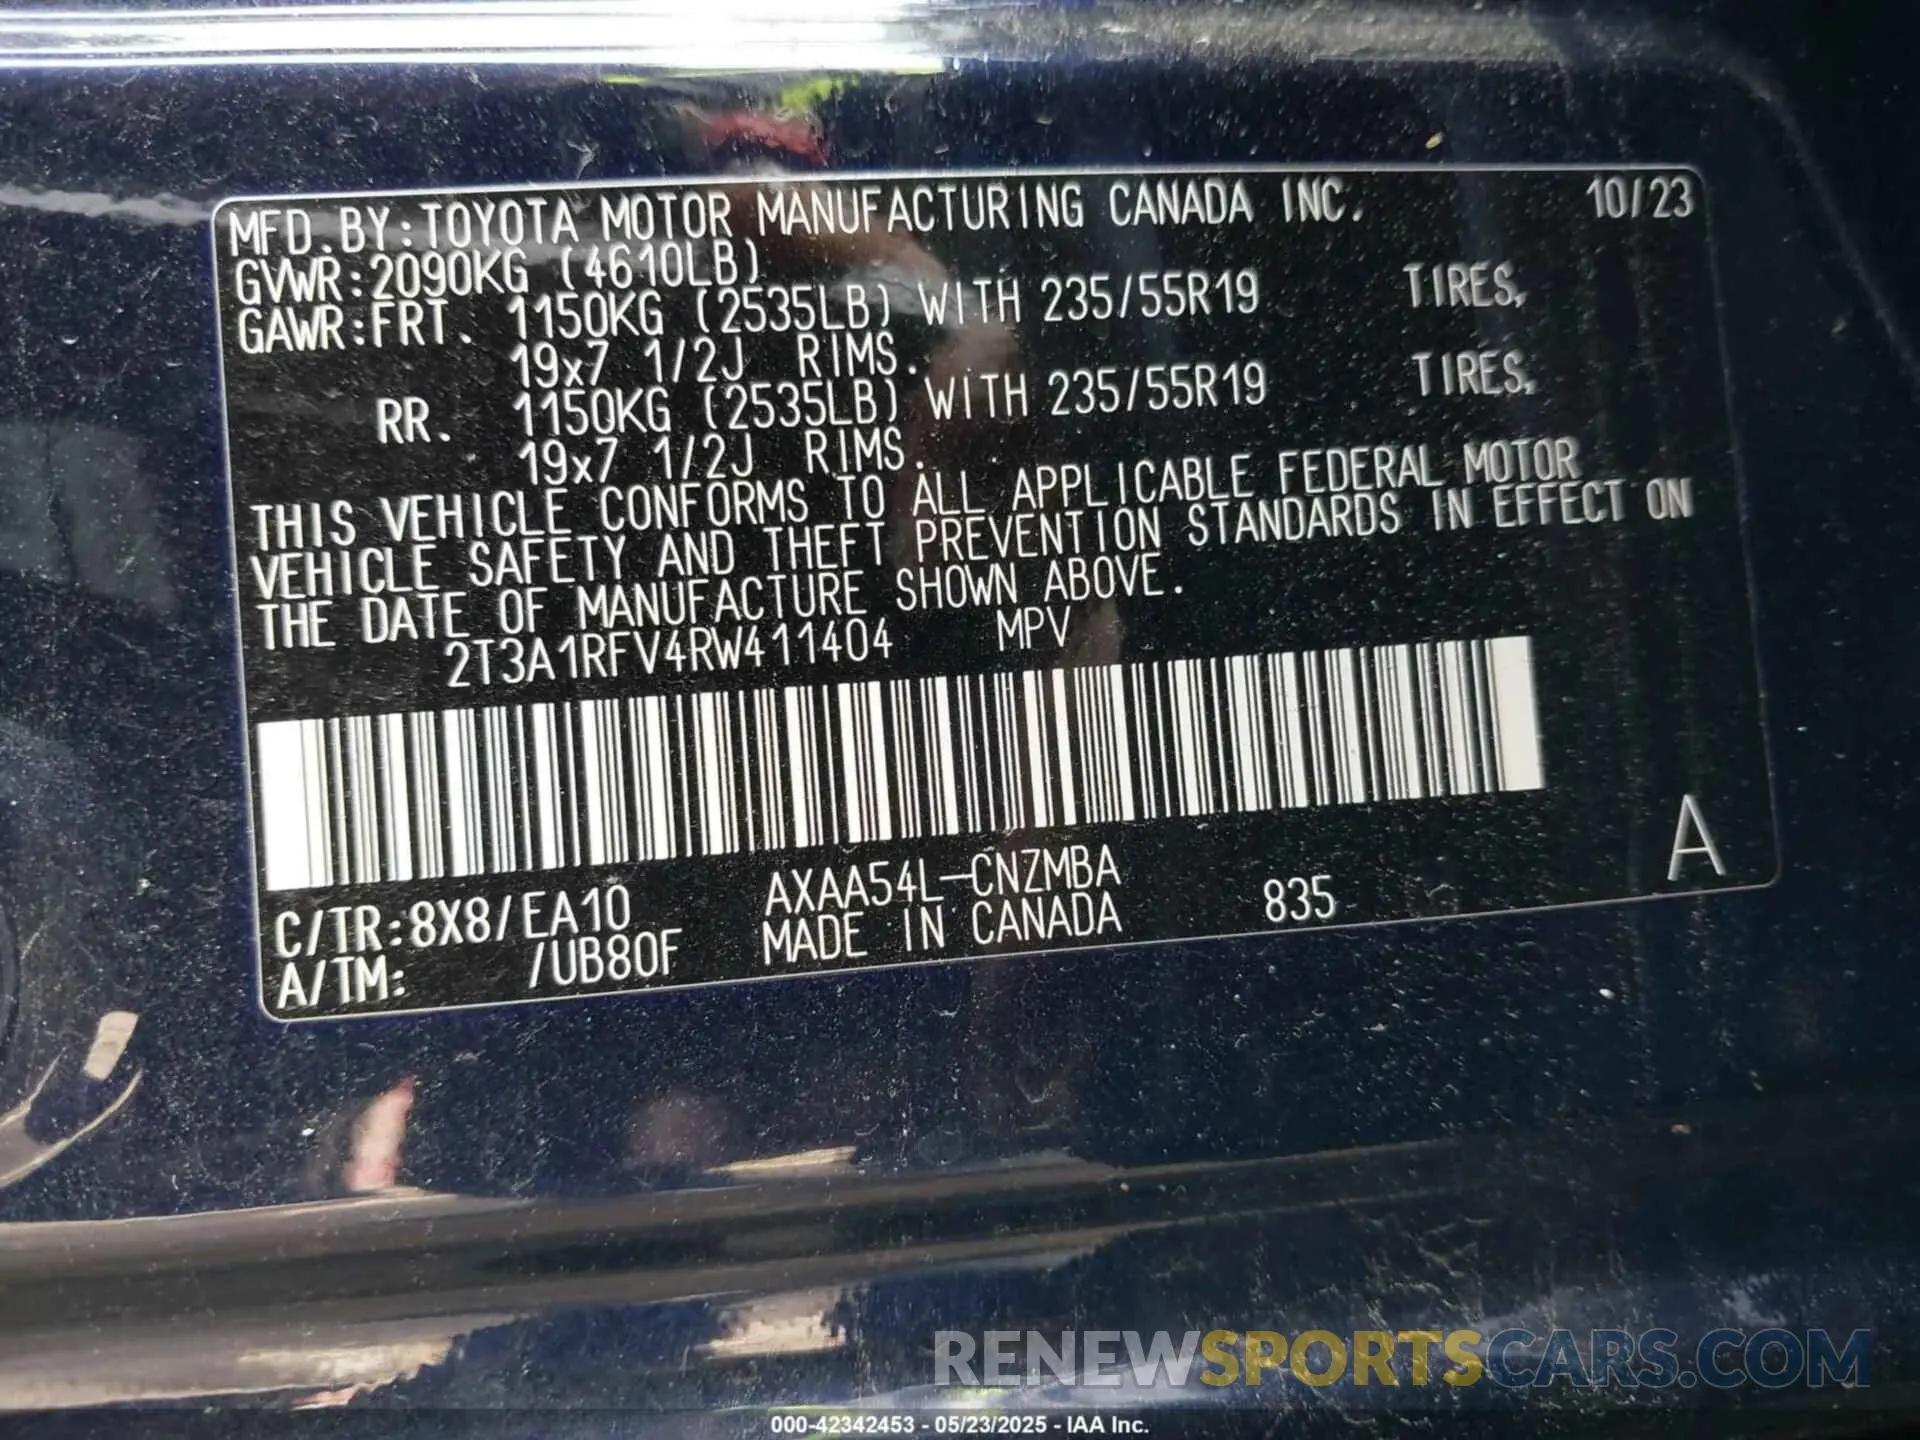 MFD.BY:TOYOTA MOTOR MANUFACTURING CANADA INC. 10/23
GVWR:2090KG (4610LB)
GAWR:FRT. 1150KG (2535LB) WITH 235/55R19 TIRES,
19x7 1/2J RIMS.
RR. 1150KG (2535LB) WITH 235/55R19 TIRES,
19x7 1/2J RIMS.
THIS VEHICLE CONFORMS TO ALL APPLICABLE FEDERAL MOTOR
VEHICLE SAFETY AND THEFT PREVENTION STANDARDS IN EFFECT ON
THE DATE OF MANUFACTURE SHOWN ABOVE.
2T3A1RFV4RW411404 MPV
C/TR:8X8/EA10 AXAA54L-CNZMBA 835 A
A/TM: /UB80F MADE IN CANADA
RENEWSPORTSCARS.COM
000-42342453 - 05/23/2025 - IAA Inc.